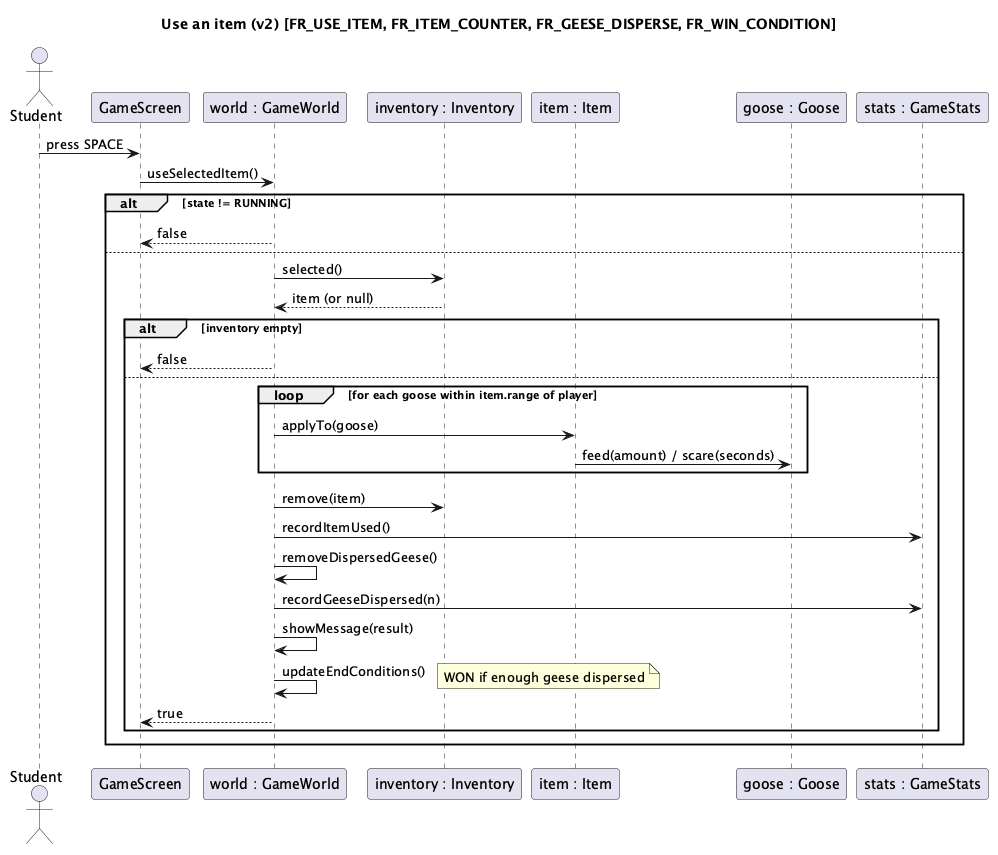 Use an item (v2) [FR_USE_ITEM, FR_ITEM_COUNTER, FR_GEESE_DISPERSE, FR_WIN_CONDITION]
Student
GameScreen
world : GameWorld
inventory : Inventory
item : Item
goose : Goose
stats : GameStats
press SPACE
useSelectedItem()
alt
[state != RUNNING]
false
selected()
item (or null)
alt
[inventory empty]
false
loop
[for each goose within item.range of player]
applyTo(goose)
feed(amount) / scare(seconds)
remove(item)
recordItemUsed()
removeDispersedGeese()
recordGeeseDispersed(n)
showMessage(result)
updateEndConditions()
WON if enough geese dispersed
true
Student
GameScreen
world : GameWorld
inventory : Inventory
item : Item
goose : Goose
stats : GameStats